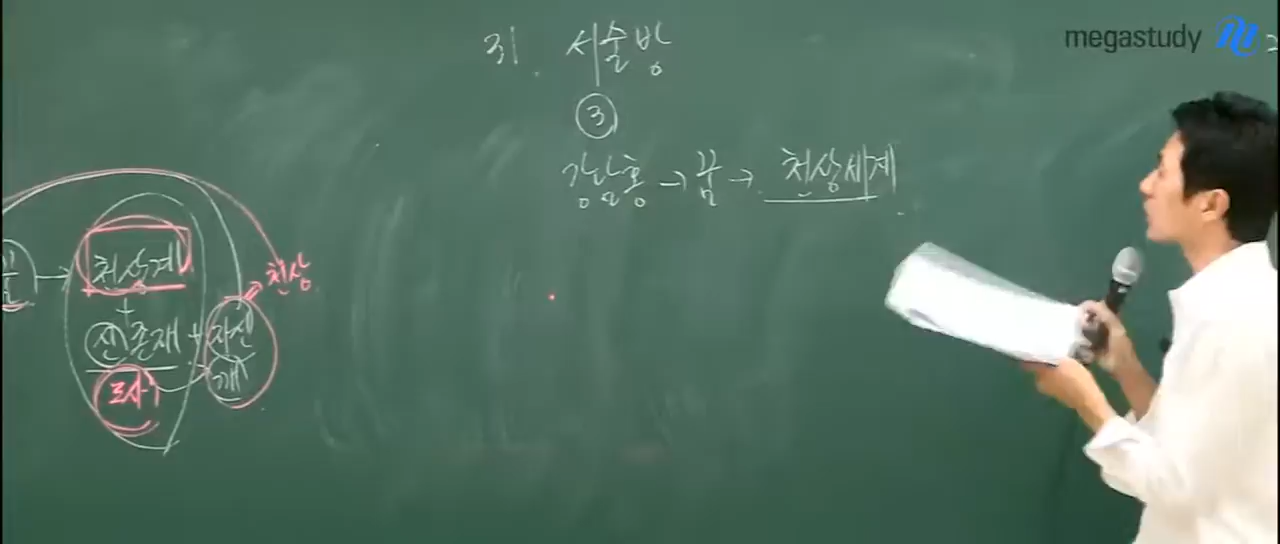 megastudy
31. 서술방
③
강남홍 → 꿈 → 천상세계
천상계
천상
+
전 존재 + 자신
도사